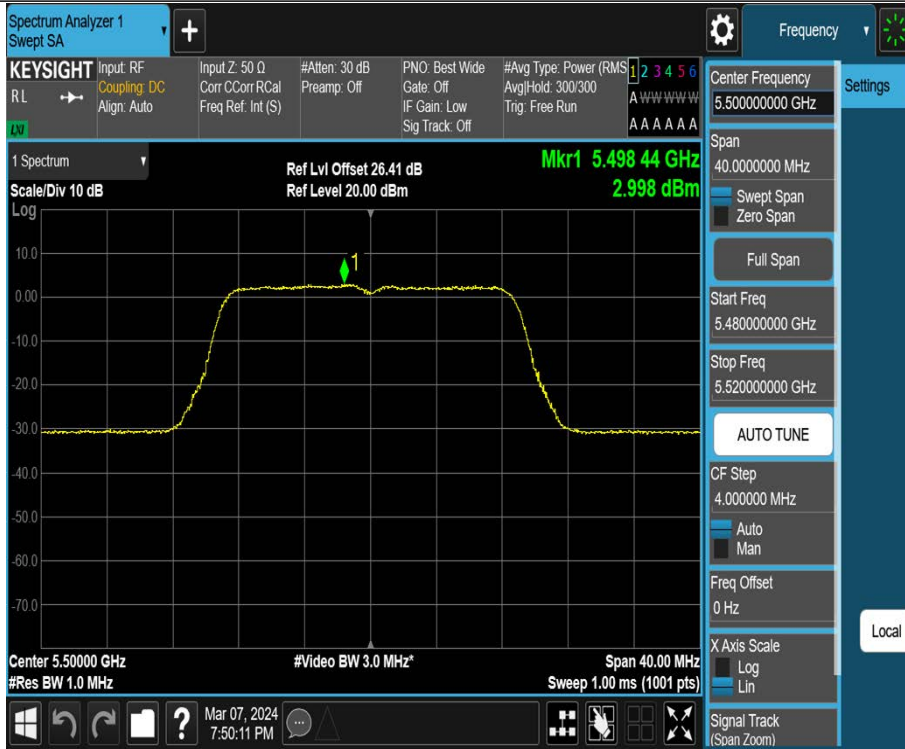 Spectrum Analyzer 1
Swept SA
+
Frequency
KEYSIGHT
R L
LXI
Input: RF
Coupling: DC
Align: Auto
Input Z: 50 Ω
Corr CCorr RCal
Freq Ref: Int (S)
#Atten: 30 dB
Preamp: Off
PNO: Best Wide
Gate: Off
IF Gain: Low
Sig Track: Off
#Avg Type: Power (RMS
Avg|Hold: 300/300
Trig: Free Run
1 2 3 4 5 6
A W W W W W
A A A A A A
1 Spectrum
Scale/Div 10 dB
Log
Ref Lvl Offset 26.41 dB
Ref Level 20.00 dBm
Mkr1 5.498 44 GHz
2.998 dBm
1
10.0
0.00
-10.0
-20.0
-30.0
-40.0
-50.0
-60.0
-70.0
Center 5.50000 GHz
#Res BW 1.0 MHz
#Video BW 3.0 MHz*
Span 40.00 MHz
Sweep 1.00 ms (1001 pts)
?
Mar 07, 2024
7:50:11 PM
Center Frequency
5.500000000 GHz
Span
40.0000000 MHz
Swept Span
Zero Span
Full Span
Start Freq
5.480000000 GHz
Stop Freq
5.520000000 GHz
AUTO TUNE
CF Step
4.000000 MHz
Auto
Man
Freq Offset
0 Hz
X Axis Scale
Log
Lin
Signal Track
(Span Zoom)
Settings
Local